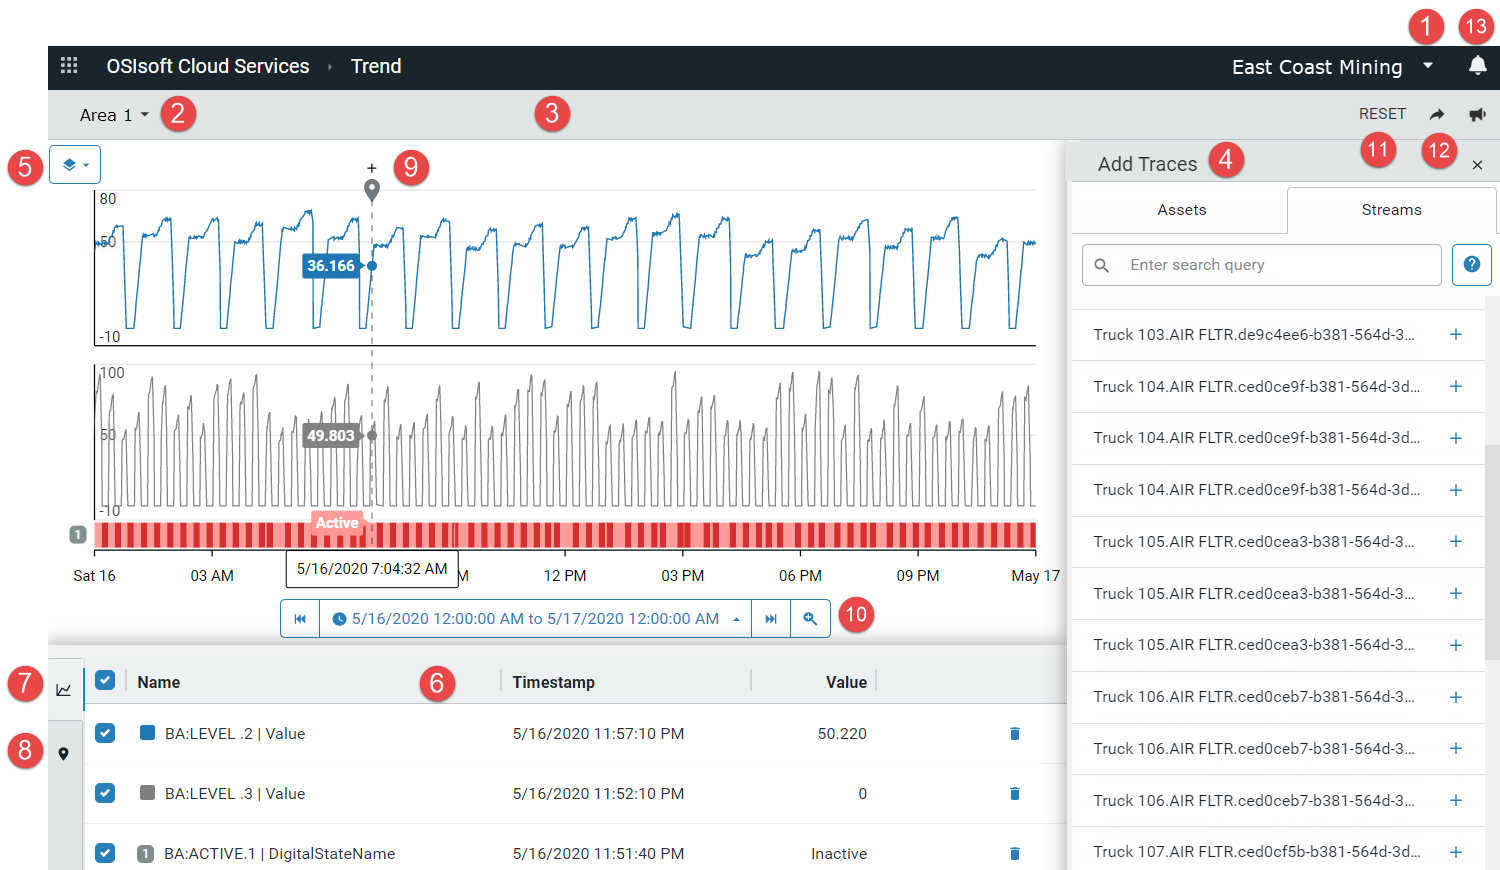 1 13
OSIsoft Cloud Services › Trend East Coast Mining
Area 1 2 3 RESET
5 9 Add Traces 4 11 12 ×
+
80
50
-10
36.166
Assets Streams
Enter search query ?
100
50
-10
49.803
Active
1
Sat 16 03 AM 5/16/2020 7:04:32 AM M 12 PM 03 PM 06 PM 09 PM May 17
5/16/2020 12:00:00 AM to 5/17/2020 12:00:00 AM 10
7 Name 6 Timestamp Value
8
BA:LEVEL .2 | Value 5/16/2020 11:57:10 PM 50.220
BA:LEVEL .3 | Value 5/16/2020 11:52:10 PM 0
1 BA:ACTIVE.1 | DigitalStateName 5/16/2020 11:51:40 PM Inactive
Truck 103.AIR FLTR.de9c4ee6-b381-564d-3... +
Truck 104.AIR FLTR.ced0ce9f-b381-564d-3d... +
Truck 104.AIR FLTR.ced0ce9f-b381-564d-3d... +
Truck 104.AIR FLTR.ced0ce9f-b381-564d-3d... +
Truck 105.AIR FLTR.ced0cea3-b381-564d-3... +
Truck 105.AIR FLTR.ced0cea3-b381-564d-3... +
Truck 105.AIR FLTR.ced0cea3-b381-564d-3... +
Truck 106.AIR FLTR.ced0ceb7-b381-564d-3... +
Truck 106.AIR FLTR.ced0ceb7-b381-564d-3... +
Truck 106.AIR FLTR.ced0ceb7-b381-564d-3... +
Truck 107.AIR FLTR.ced0cf5b-b381-564d-3d... +